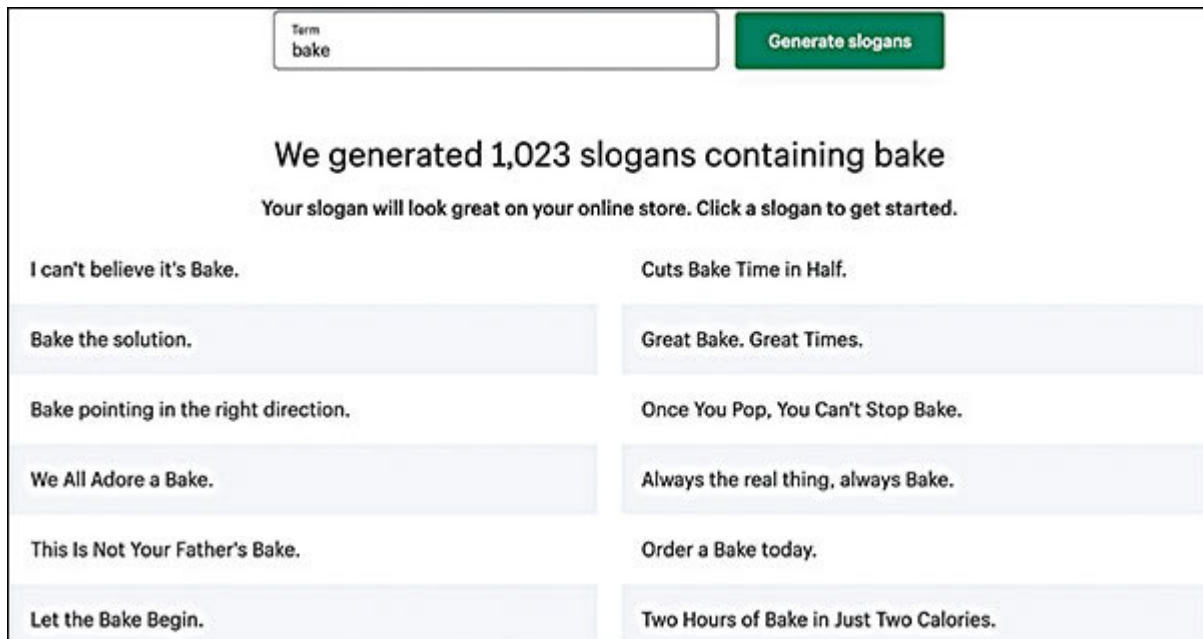 Term
bake
Generate slogans
We generated 1,023 slogans containing bake
Your slogan will look great on your online store. Click a slogan to get started.
I can't believe it's Bake.
Cuts Bake Time in Half.
Bake the solution.
Great Bake. Great Times.
Bake pointing in the right direction.
Once You Pop, You Can't Stop Bake.
We All Adore a Bake.
Always the real thing, always Bake.
This Is Not Your Father's Bake.
Order a Bake today.
Let the Bake Begin.
Two Hours of Bake in Just Two Calories.